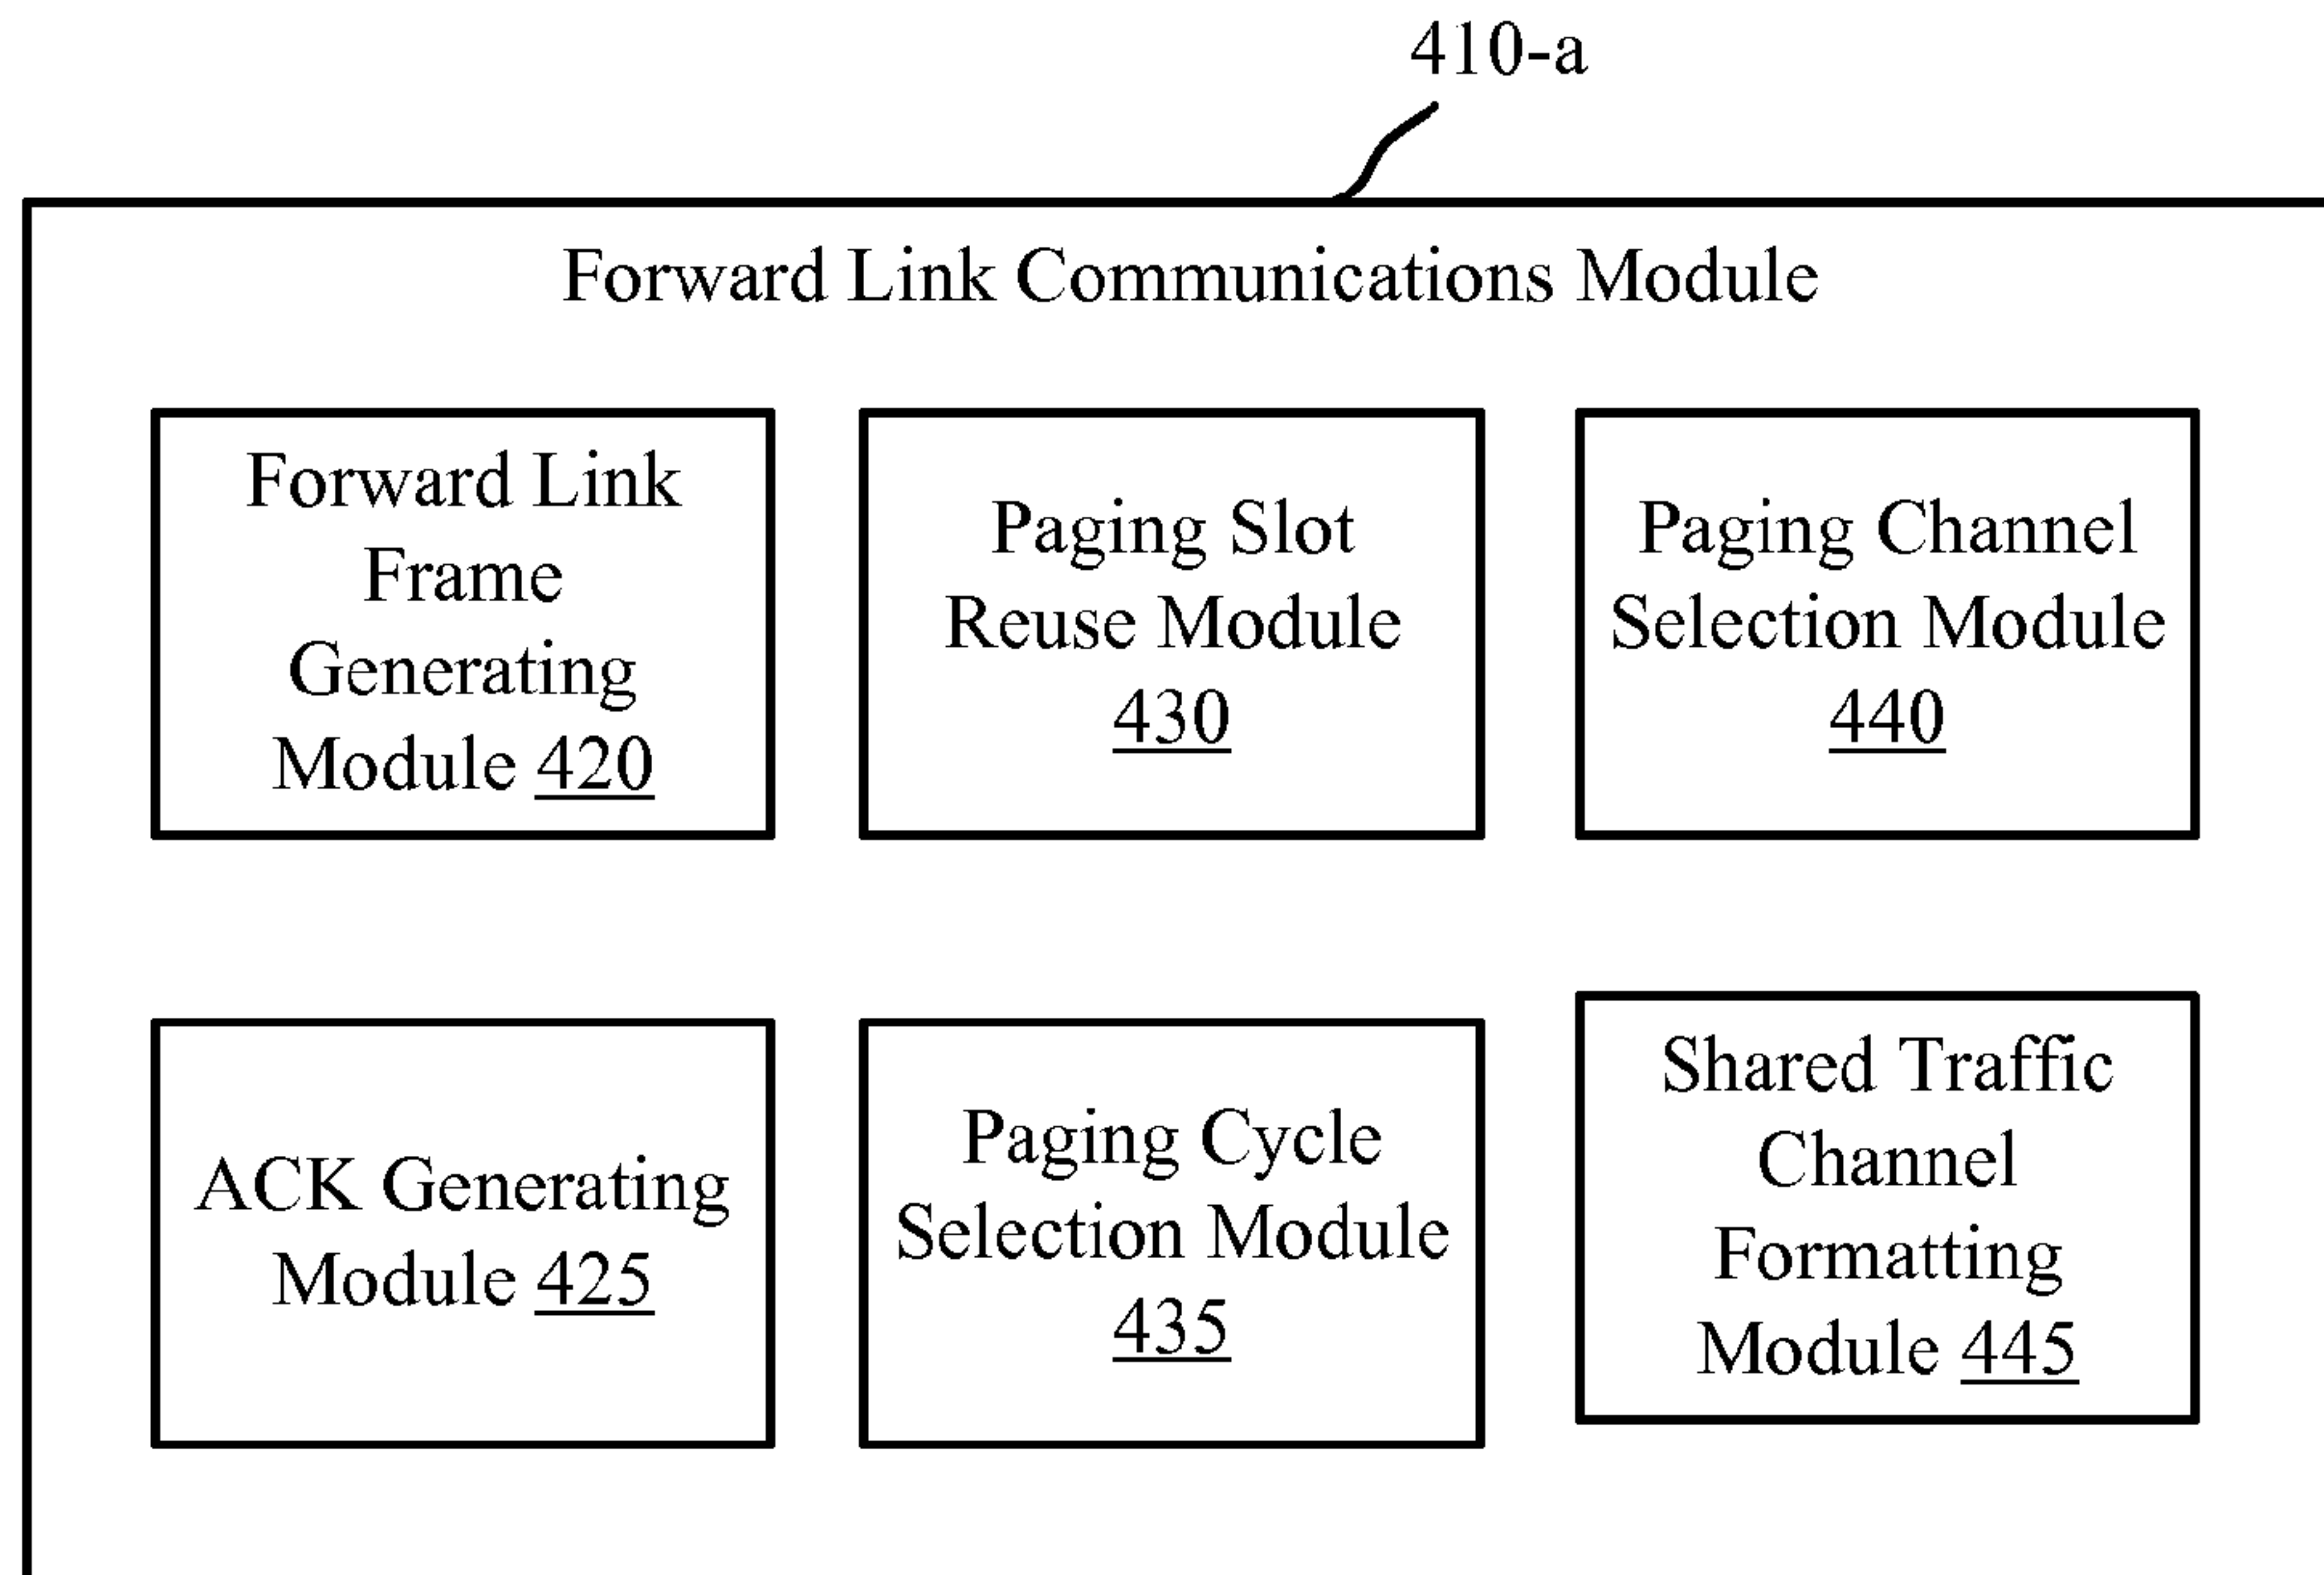 410-a
Forward Link Communications Module
Forward Link
Frame
Generating
Module 420
Paging Slot
Reuse Module
430
Paging Channel
Selection Module
440
ACK Generating
Module 425
Paging Cycle
Selection Module
435
Shared Traffic
Channel
Formatting
Module 445